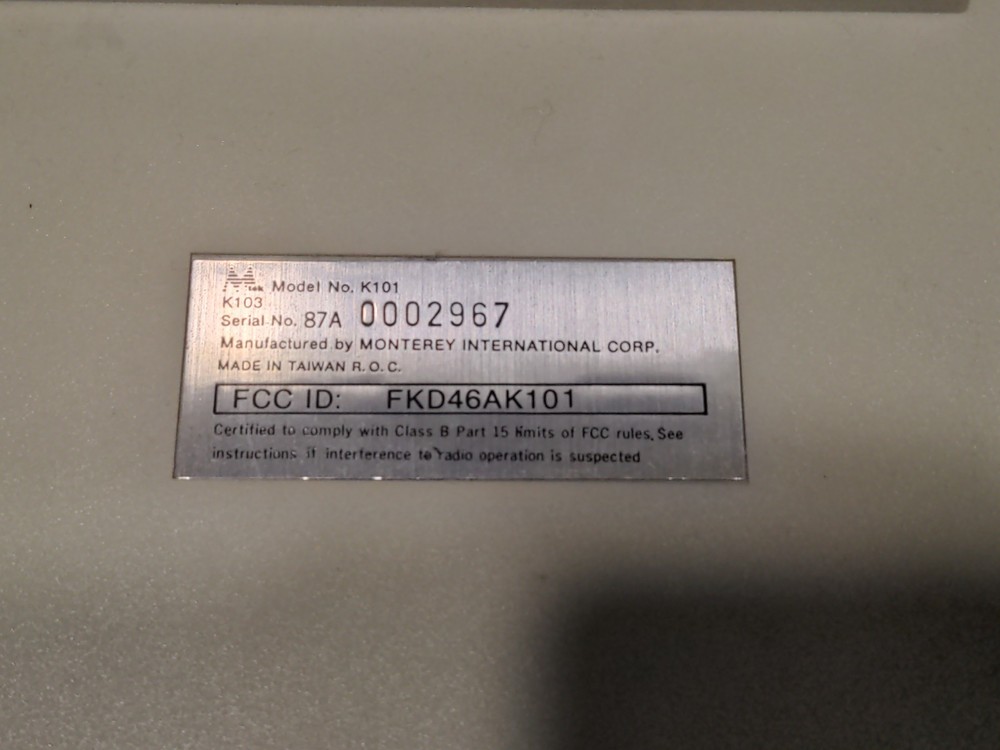 Mtek Model No. K101
K103
Serial No. 87A 0002967
Manufactured by MONTEREY INTERNATIONAL CORP.
MADE IN TAIWAN R.O.C.
FCC ID: FKD46AK101
Certified to comply with Class B Part 15 limits of FCC rules. See
instructions if interference to radio operation is suspected